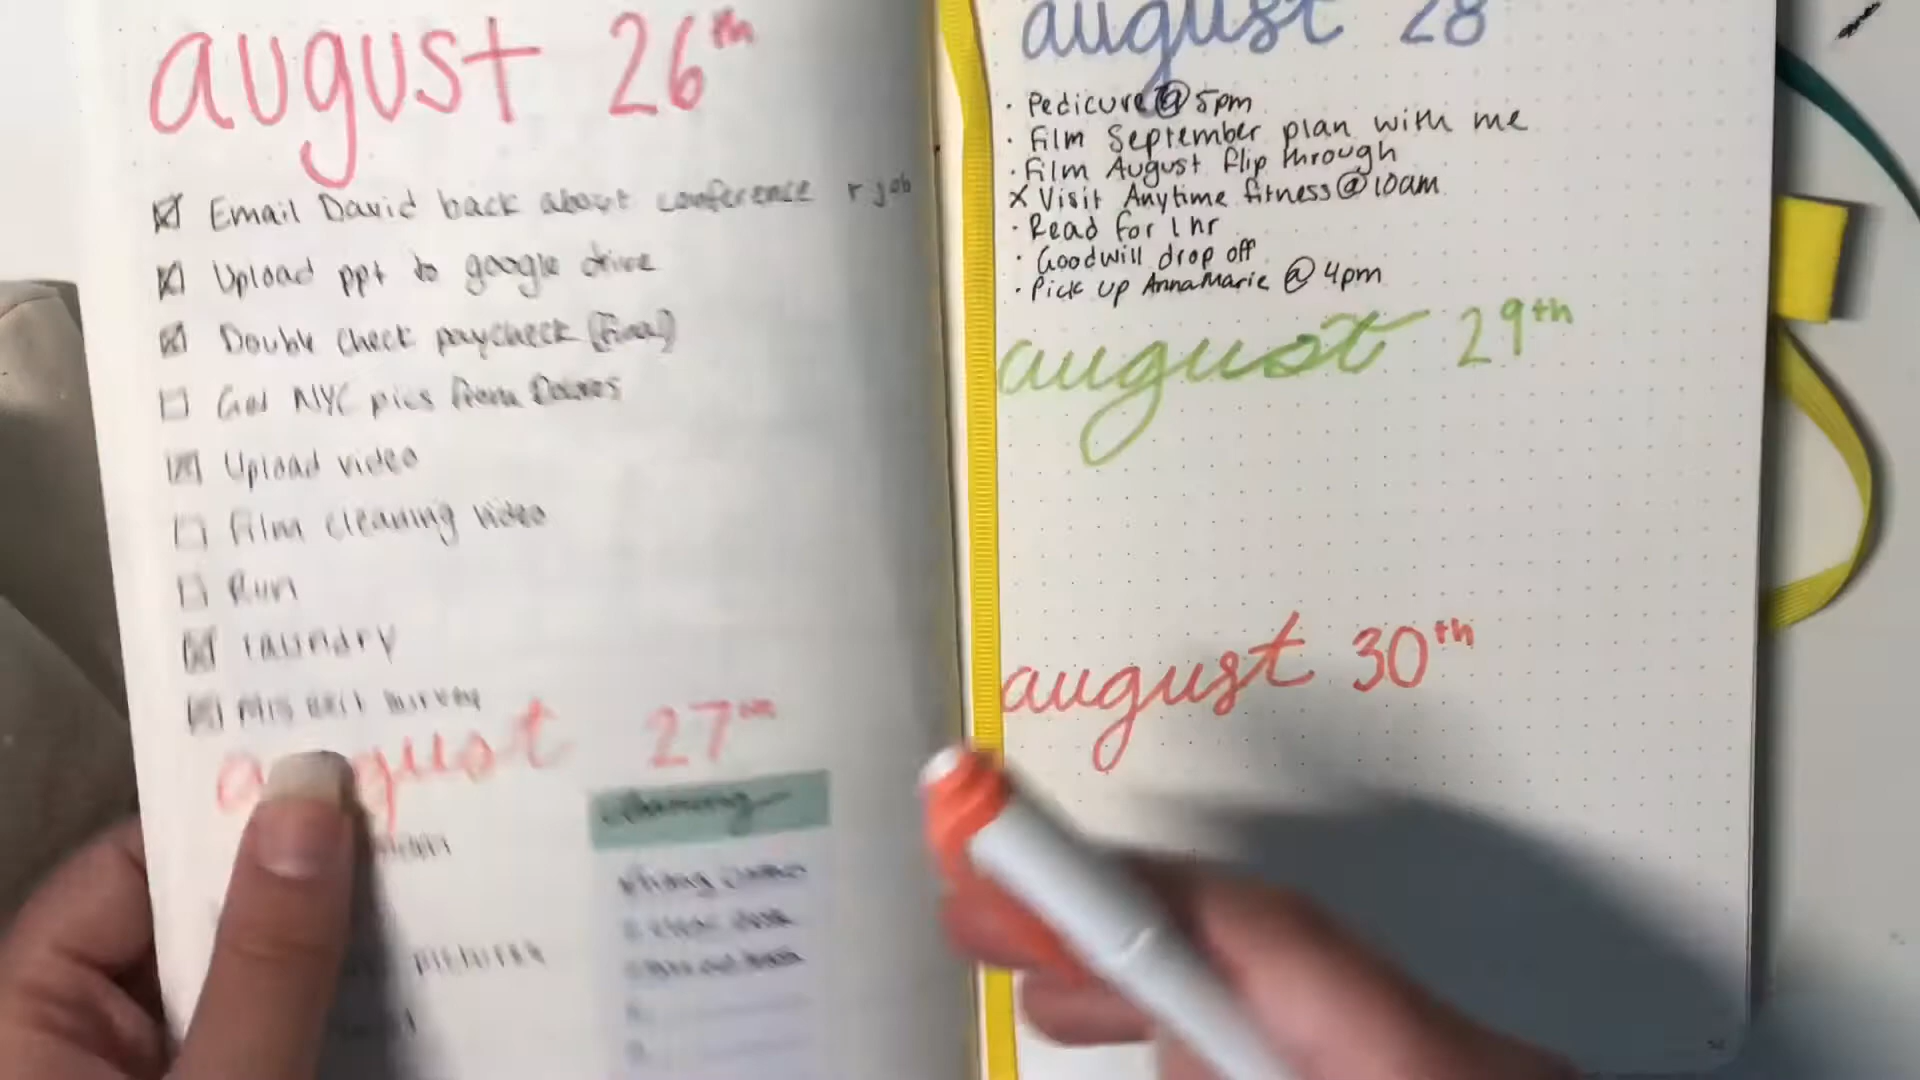 august 26th
Email David back about conference r job
Upload ppt to google drive
Double check paycheck (Final)
NYC pics from
Upload video
Film cleaning video
Run
Laundry
august 27th
cleaning
pictures
august 28
· Pedicure @ 5pm
· Film September plan with me
· Film August flip through
x Visit Anytime fitness @ 10am
· Read for 1 hr
· Goodwill drop off
· Pick up AnnaMarie @ 4pm
august 29th
august 30th